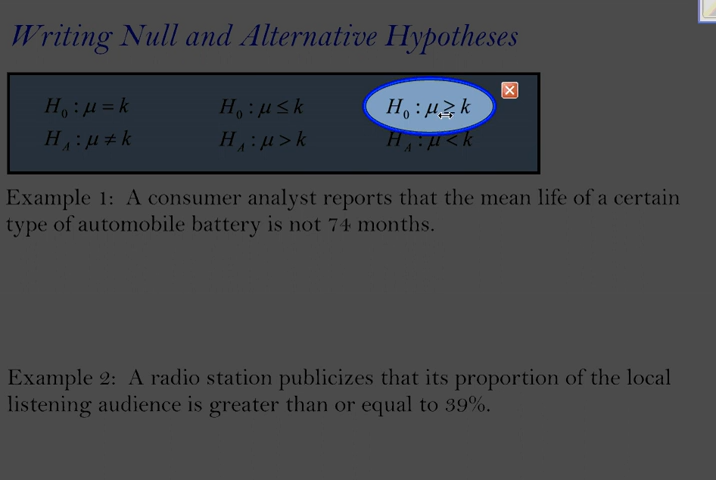 Writing Null and Alternative Hypotheses
H₀ : μ = k H₀ : μ ≤ k H₀ : μ ≥ k
H_A : μ ≠ k H_A : μ > k H_A : μ < k
Example 1: A consumer analyst reports that the mean life of a certain
type of automobile battery is not 74 months.
Example 2: A radio station publicizes that its proportion of the local
listening audience is greater than or equal to 39%.